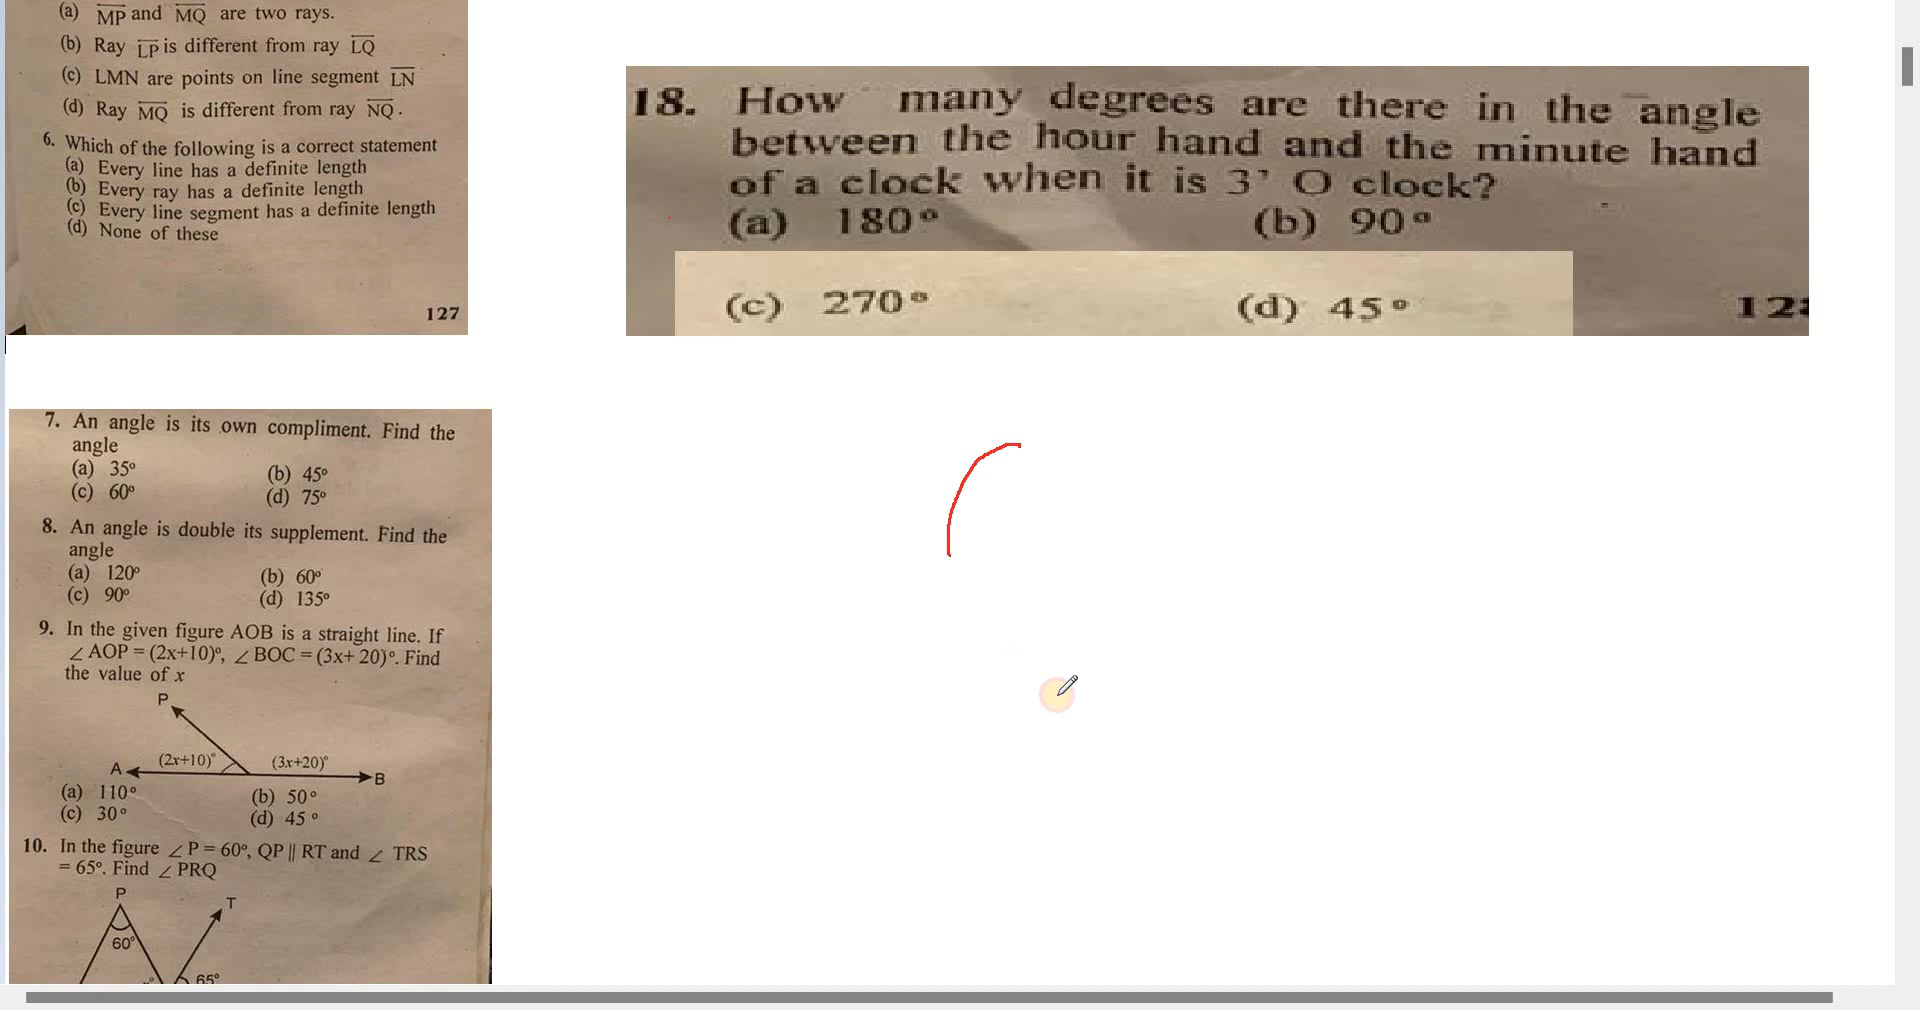 (a) MP and MQ are two rays.
(b) Ray LP is different from ray LQ
(c) LMN are points on line segment LN
(d) Ray MQ is different from ray NQ.
6. Which of the following is a correct statement
(a) Every line has a definite length
(b) Every ray has a definite length
(c) Every line segment has a definite length
(d) None of these
127
18. How many degrees are there in the angle
between the hour hand and the minute hand
of a clock when it is 3' O clock?
(a) 180° (b) 90°
(c) 270° (d) 45°
7. An angle is its own compliment. Find the
angle
(a) 35° (b) 45°
(c) 60° (d) 75°
8. An angle is double its supplement. Find the
angle
(a) 120° (b) 60°
(c) 90° (d) 135°
9. In the given figure AOB is a straight line. If
∠AOP = (2x+10)°, ∠BOC = (3x+ 20)°. Find
the value of x
P
(2x+10)° (3x+20)°
A B
(a) 110° (b) 50°
(c) 30° (d) 45°
10. In the figure ∠P = 60°, QP || RT and ∠ TRS
= 65°. Find ∠PRQ
P
T
60°
65°